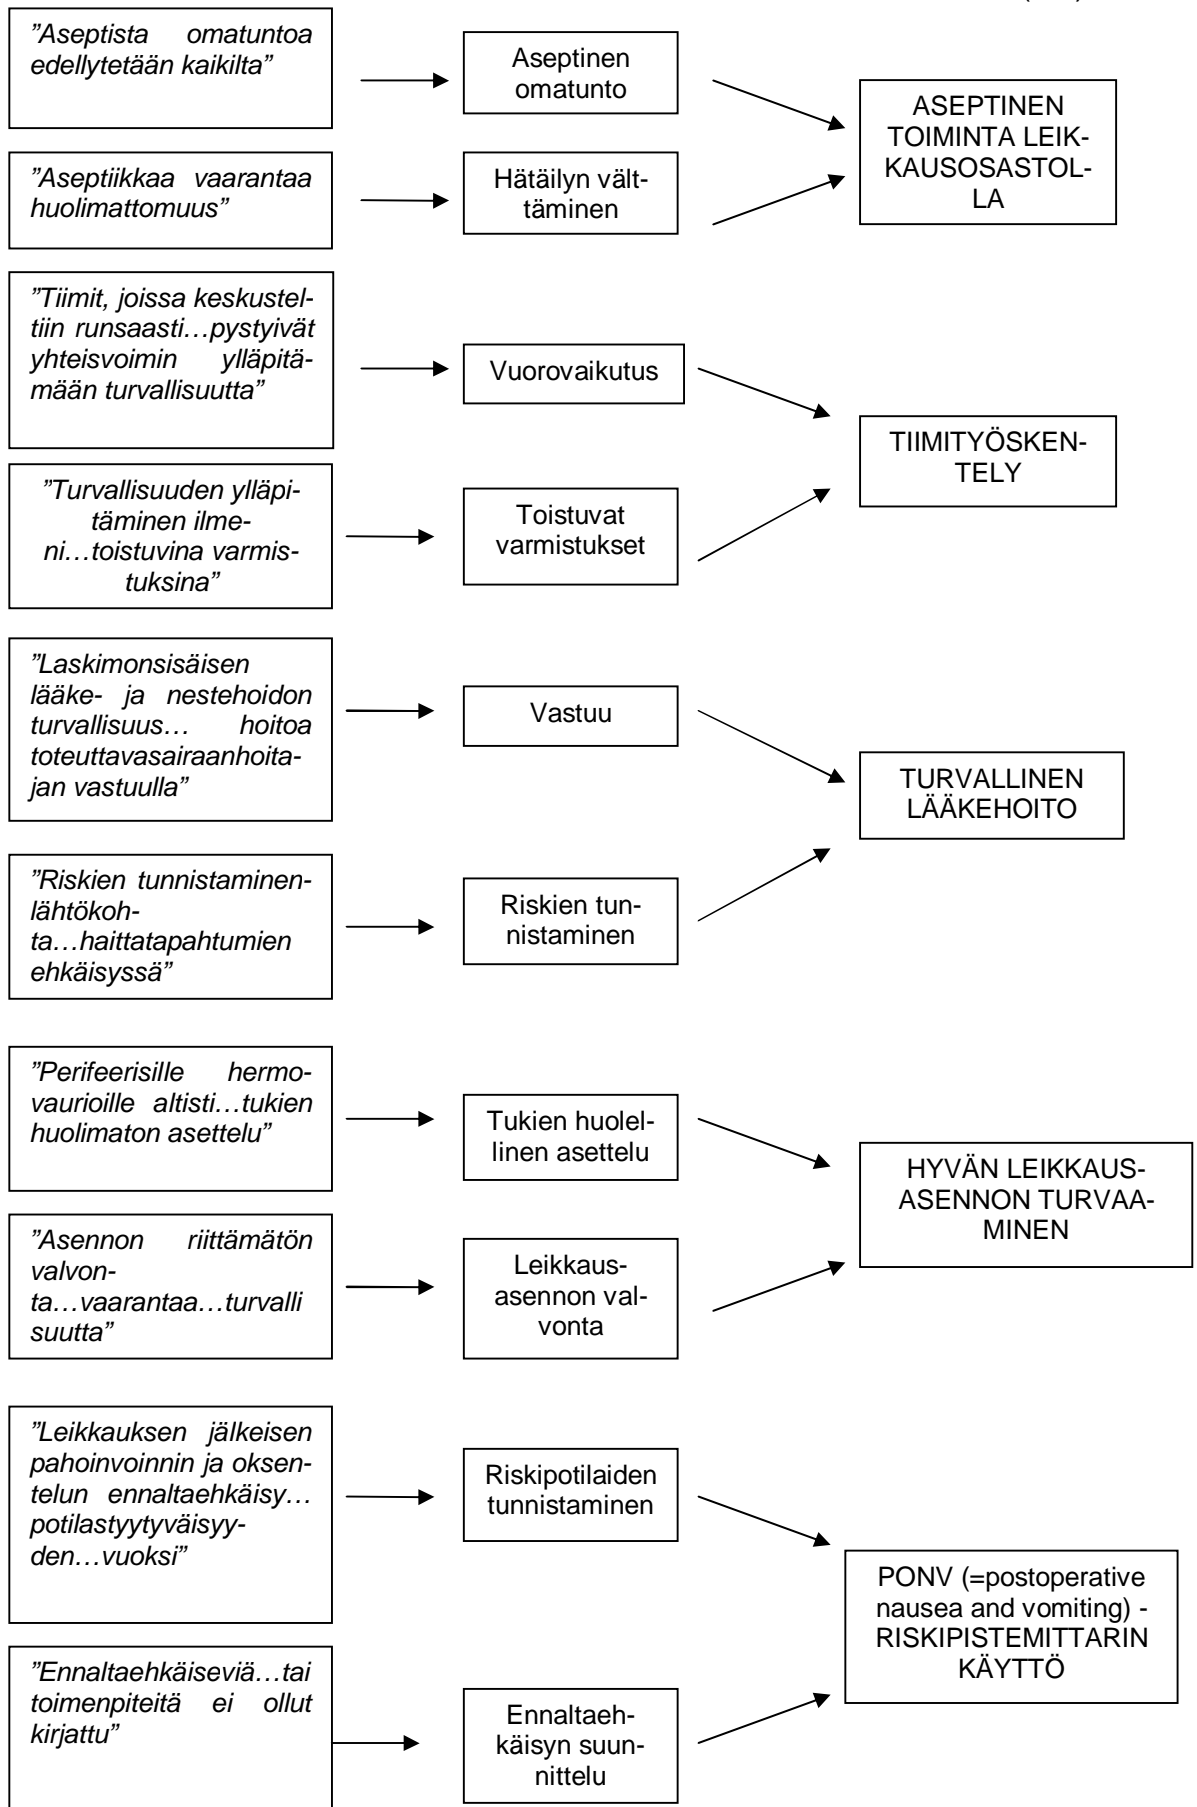 "Aseptista omatuntoa
edellytetään kaikilta"
Aseptinen
omatunto
ASEPTINEN
TOIMINTA LEIK-
KAUSOSASTOL-
LA
"Aseptiikkaa vaarantaa
huolimattomuus"
Hätäilyn vält-
täminen
"Tiimit, joissa keskustel-
tiin runsaasti…pystyivät
yhteisvoimin ylläpitä-
mään turvallisuutta"
Vuorovaikutus
TIIMITYÖSKEN-
TELY
"Turvallisuuden ylläpi-
täminen ilme-
ni…toistuvina varmis-
tuksina"
Toistuvat
varmistukset
"Laskimonsisäisen
lääke- ja nestehoidon
turvallisuus… hoitoa
toteuttavasairaanhoita-
jan vastuulla"
Vastuu
TURVALLINEN
LÄÄKEHOITO
"Riskien tunnistaminen-
lähtökoh-
ta…haittatapahtumien
ehkäisyssä"
Riskien tun-
nistaminen
"Perifeerisille hermo-
vaurioille altisti…tukien
huolimaton asettelu"
Tukien huolel-
linen asettelu
HYVÄN LEIKKAUS-
ASENNON TURVAA-
MINEN
"Asennon riittämätön
valvon-
ta…vaarantaa…turvalli
suutta"
Leikkaus-
asennon val-
vonta
"Leikkauksen jälkeisen
pahoinvoinnin ja oksen-
telun ennaltaehkäisy…
potilastyytyväisyy-
den…vuoksi"
Riskipotilaiden
tunnistaminen
PONV (=postoperative
nausea and vomiting) -
RISKIPISTEMITTARIN
KÄYTTÖ
"Ennaltaehkäiseviä…tai
toimenpiteitä ei ollut
kirjattu"
Ennaltaeh-
käisyn suun-
nittelu